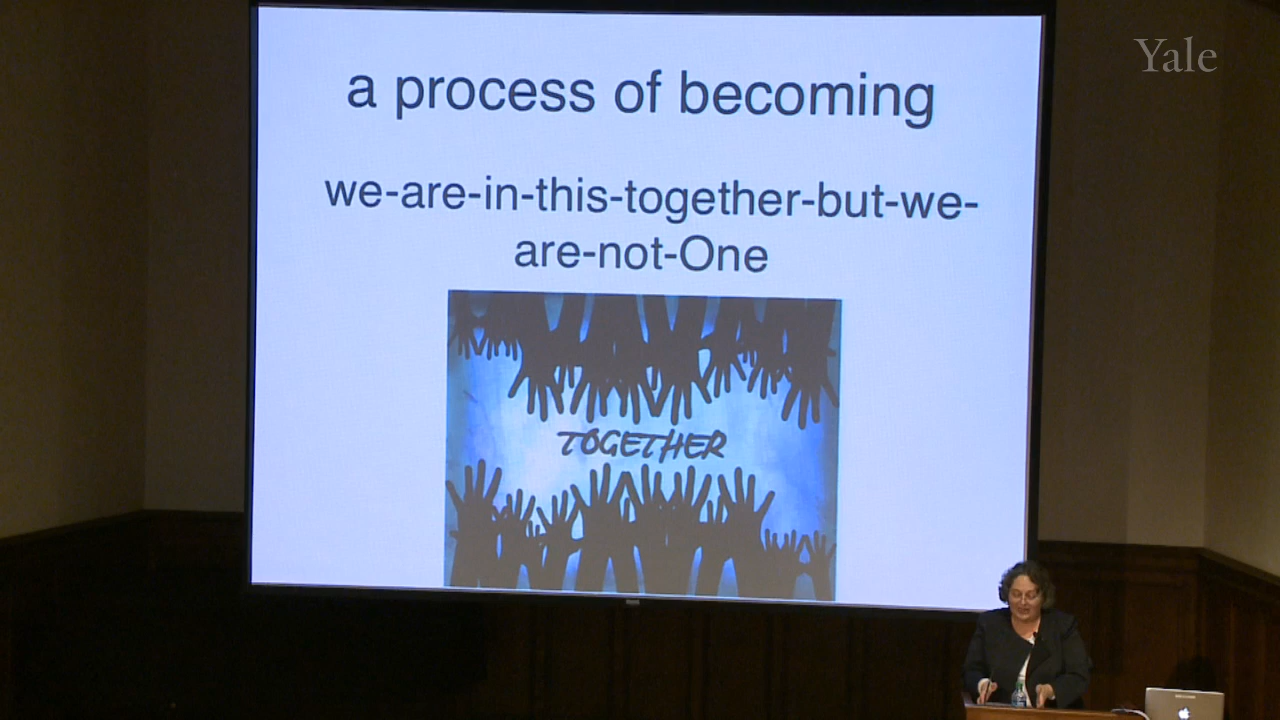 Yale
a process of becoming
we-are-in-this-together-but-we-
are-not-One
TOGETHER